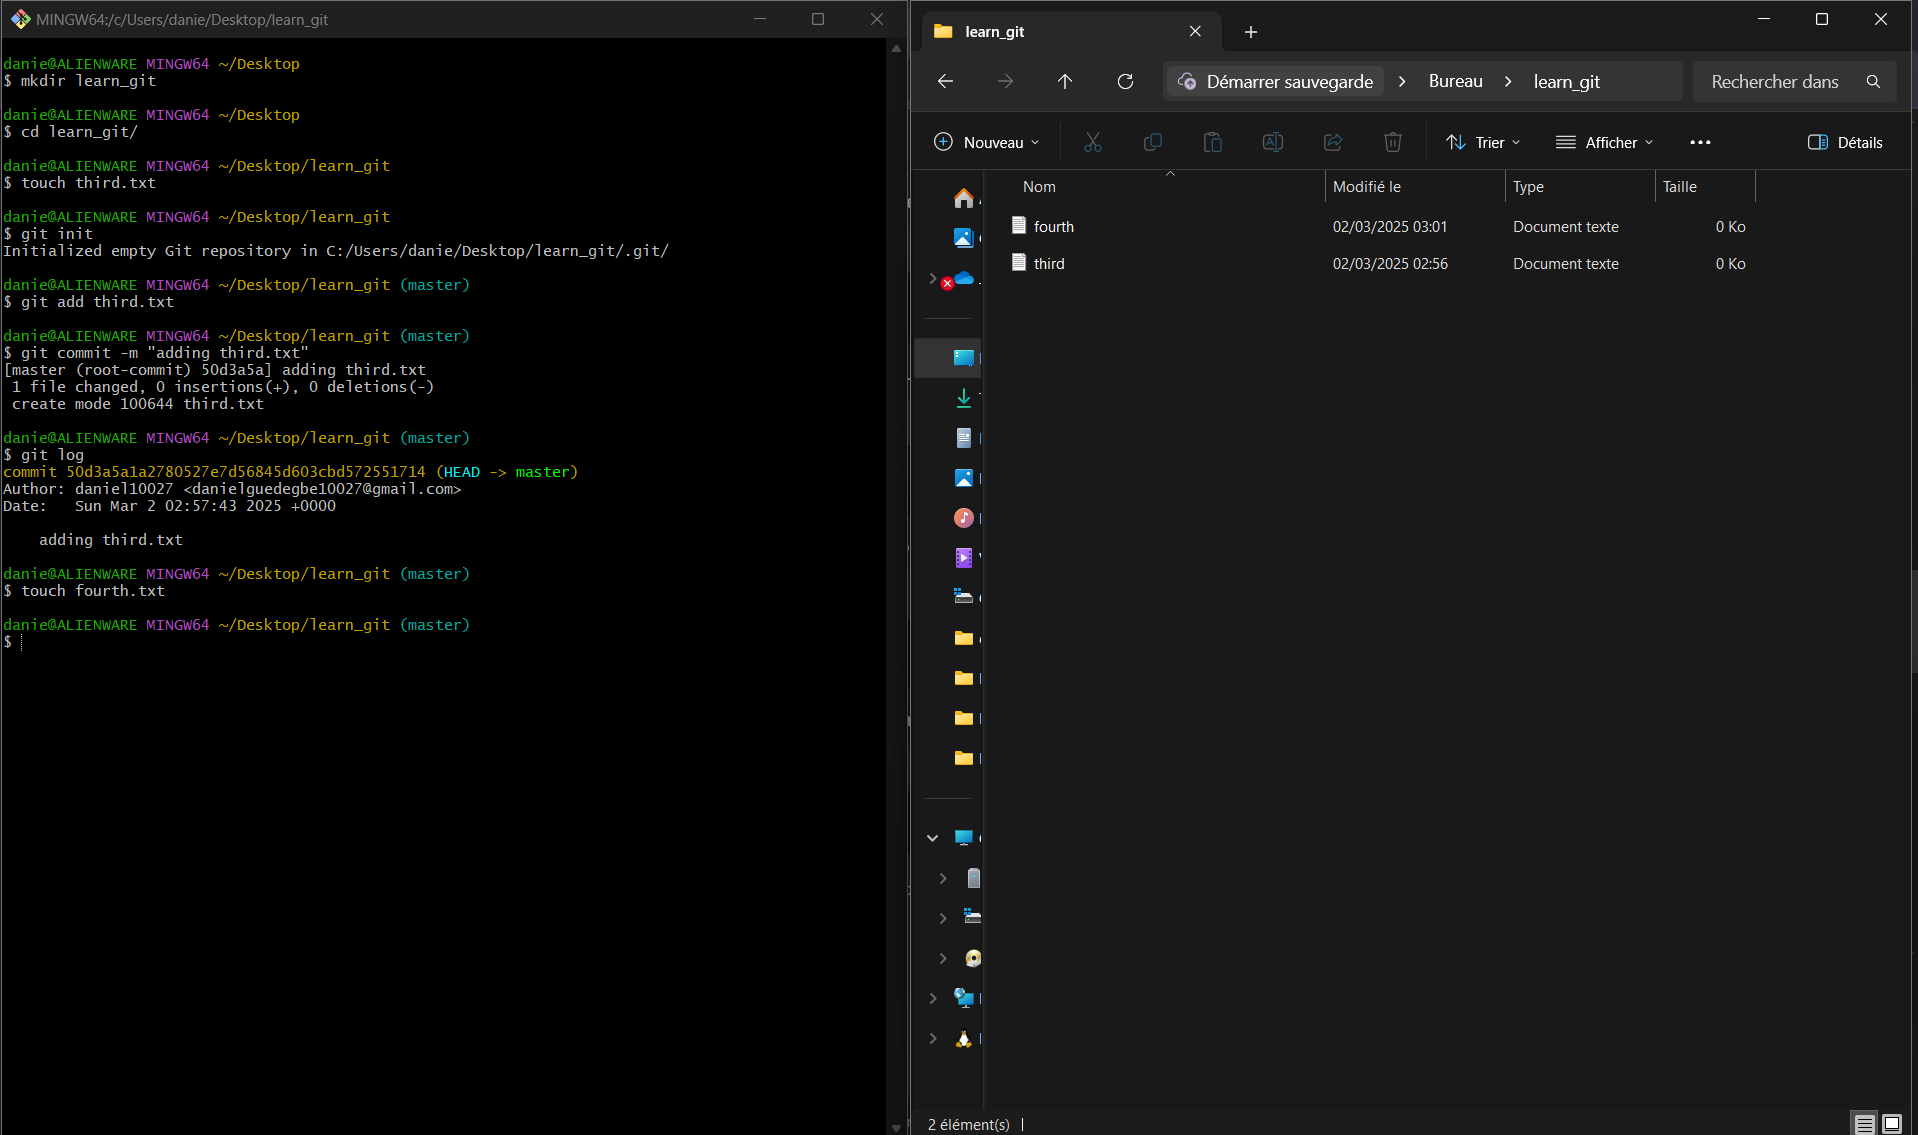 MINGW64:/c/Users/danie/Desktop/learn_git
danie@ALIENWARE MINGW64 ~/Desktop
$ mkdir learn_git
danie@ALIENWARE MINGW64 ~/Desktop
$ cd learn_git/
danie@ALIENWARE MINGW64 ~/Desktop/learn_git
$ touch third.txt
danie@ALIENWARE MINGW64 ~/Desktop/learn_git
$ git init
Initialized empty Git repository in C:/Users/danie/Desktop/learn_git/.git/
danie@ALIENWARE MINGW64 ~/Desktop/learn_git (master)
$ git add third.txt
danie@ALIENWARE MINGW64 ~/Desktop/learn_git (master)
$ git commit -m "adding third.txt"
[master (root-commit) 50d3a5a] adding third.txt
1 file changed, 0 insertions(+), 0 deletions(-)
create mode 100644 third.txt
danie@ALIENWARE MINGW64 ~/Desktop/learn_git (master)
$ git log
commit 50d3a5a1a2780527e7d56845d603cbd572551714 (HEAD -> master)
Author: daniel10027 <danielguedegbe10027@gmail.com>
Date:   Sun Mar 2 02:57:43 2025 +0000
adding third.txt
danie@ALIENWARE MINGW64 ~/Desktop/learn_git (master)
$ touch fourth.txt
danie@ALIENWARE MINGW64 ~/Desktop/learn_git (master)
$
learn_git
Démarrer sauvegarde > Bureau > learn_git
Rechercher dans
Nouveau
Trier
Afficher
Détails
Nom Modifié le Type Taille
fourth 02/03/2025 03:01 Document texte 0 Ko
third 02/03/2025 02:56 Document texte 0 Ko
2 élément(s)